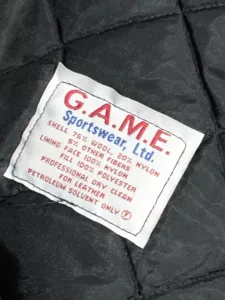 G.A.M.E.
Sportswear, Ltd.
SHELL 75% WOOL 20% NYLON
5% OTHER FIBERS
LINING FACE 100% NYLON
FILL 100% POLYESTER
PROFESSIONAL DRY CLEAN
FOR LEATHER
PETROLEUM SOLVENT ONLY Ⓕ